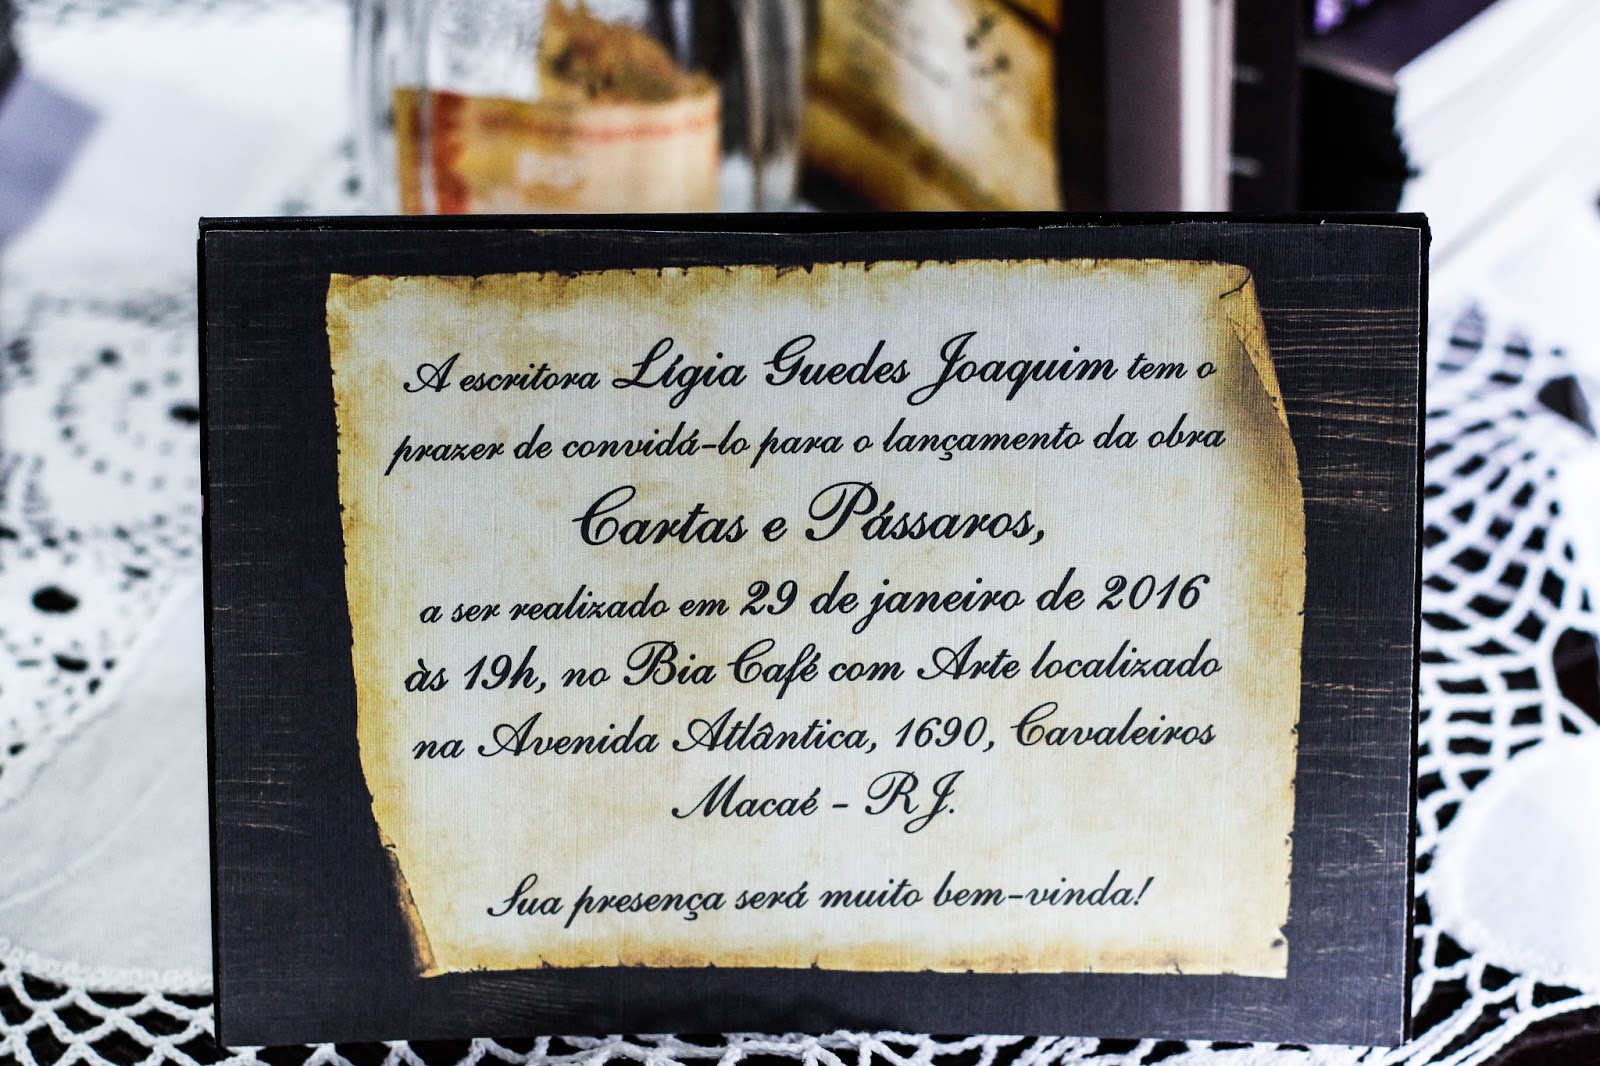 A escritora Lígia Guedes Joaquim tem o
prazer de convidá-lo para o lançamento da obra
Cartas e Pássaros,
a ser realizado em 29 de janeiro de 2016
às 19h, no Bia Café com Arte localizado
na Avenida Atlântica, 1690, Cavaleiros
Macaé - RJ.
Sua presença será muito bem-vinda!